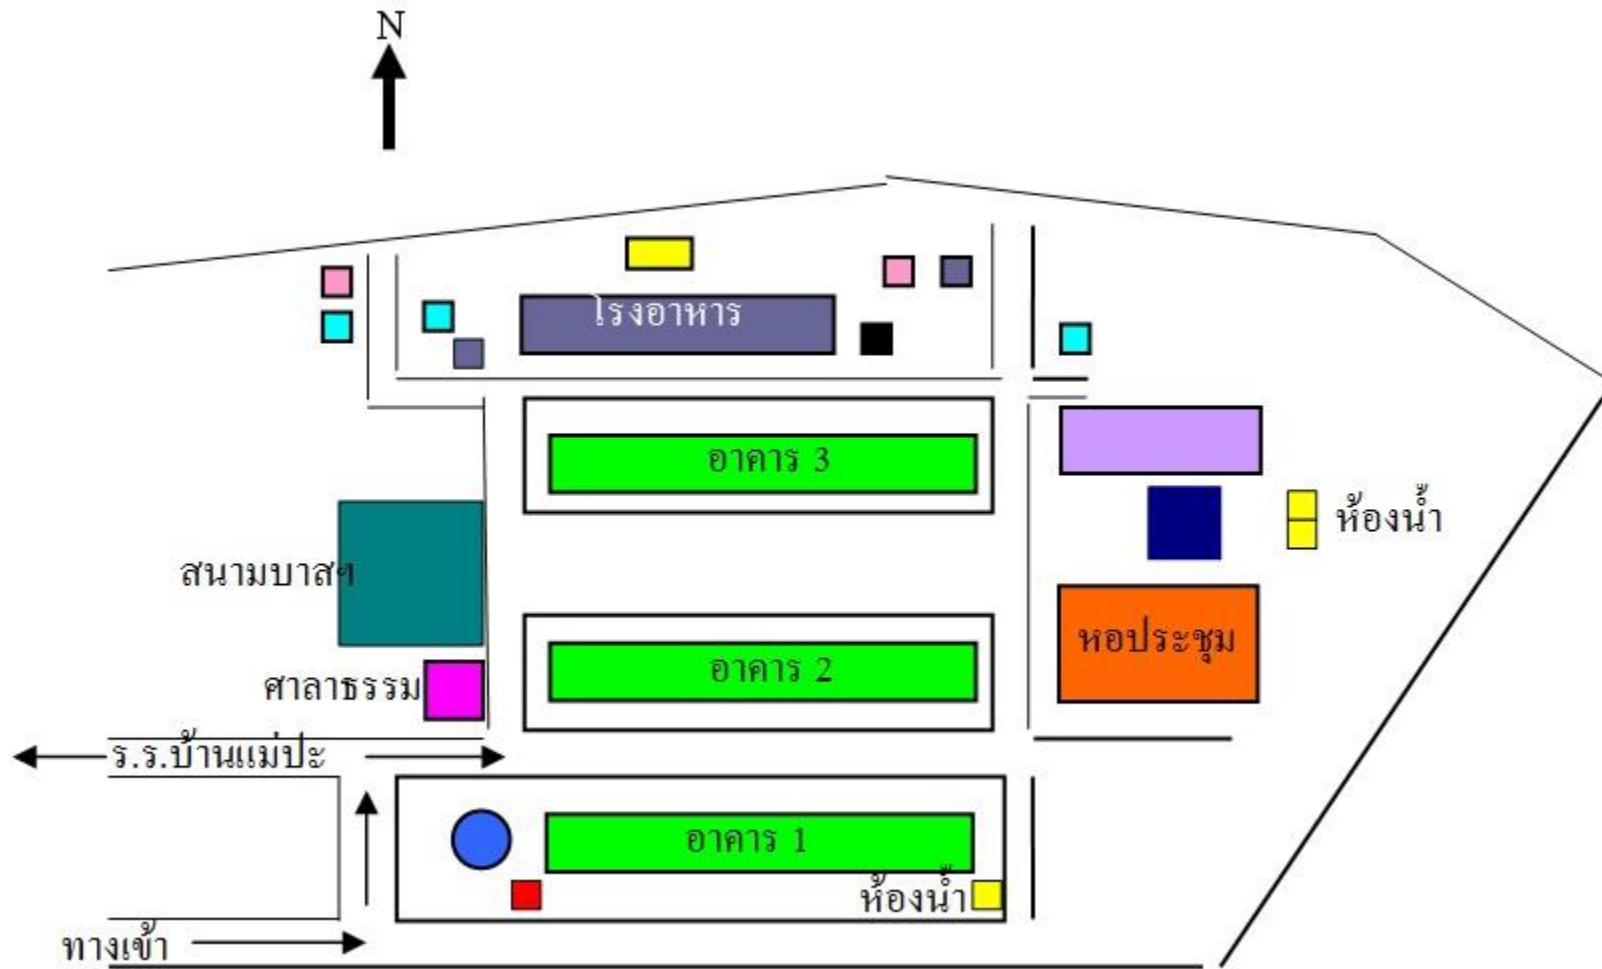 N
โรงอาหาร
อาคาร 3
ห้องน้ำ
สนามบาสฯ
หอประชุม
อาคาร 2
ศาลาธรรม
ร.ร.บ้านแม่ปะ
อาคาร 1
ห้องน้ำ
ทางเข้า